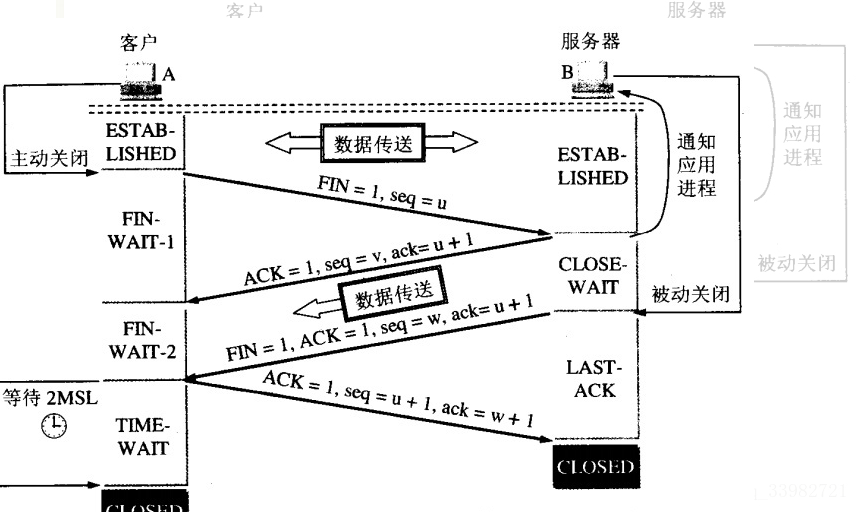 客户
服务器
客户
服务器
A
B
ESTAB-
LISHED
数据传送
通知
应用
进程
通知
应用
进程
主动关闭
ESTAB-
LISHED
FIN = 1, seq = u
FIN-
WAIT-1
ACK = 1, seq = v, ack= u + 1
CLOSE-
WAIT
被动关闭
被动关闭
数据传送
FIN-
WAIT-2
FIN = 1, ACK = 1, seq = w, ack= u + 1
LAST-
ACK
ACK = 1, seq = u + 1, ack = w + 1
等待 2MSL
TIME-
WAIT
CLOSED
33982721
CLOSED